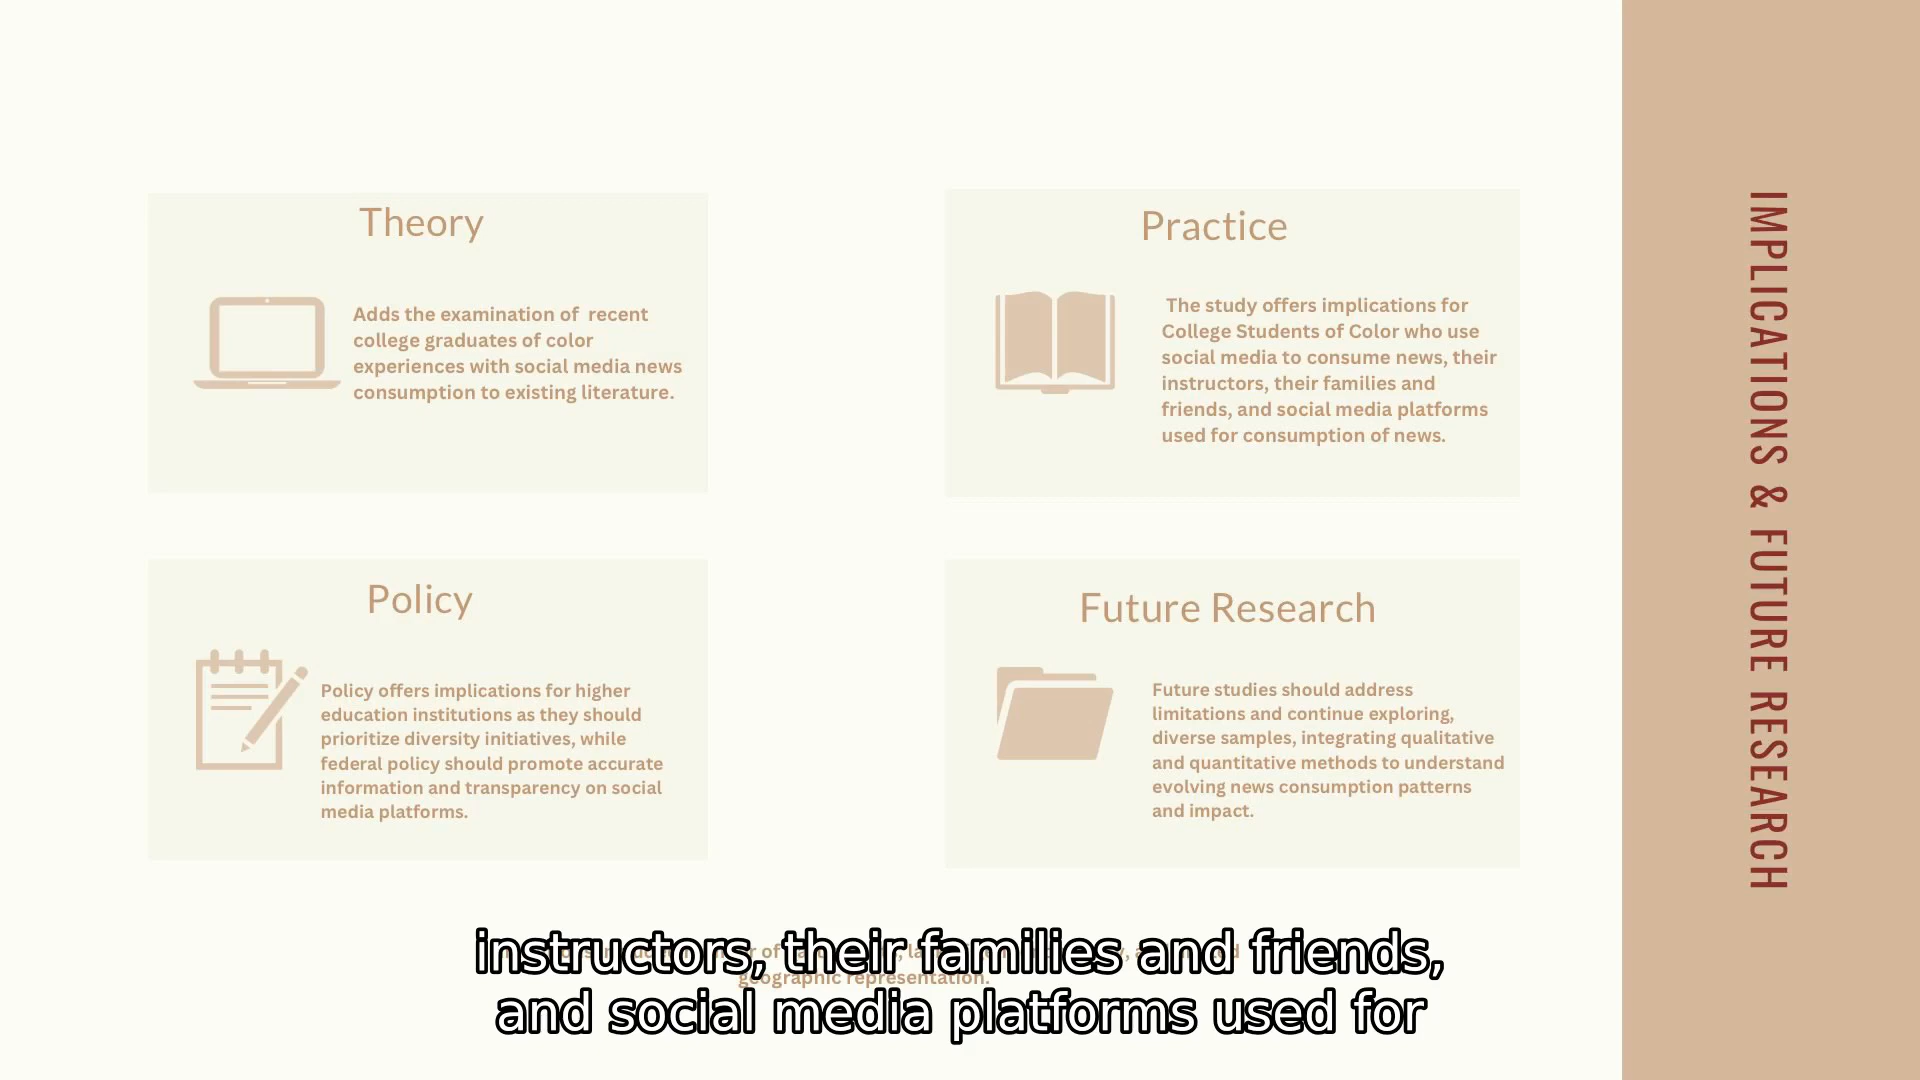 Theory
Adds the examination of  recent
college graduates of color
experiences with social media news
consumption to existing literature.
Practice
The study offers implications for
College Students of Color who use
social media to consume news, their
instructors, their families and
friends, and social media platforms
used for consumption of news.
Policy
Policy offers implications for higher
education institutions as they should
prioritize diversity initiatives, while
federal policy should promote accurate
information and transparency on social
media platforms.
Future Research
Future studies should address
limitations and continue exploring,
diverse samples, integrating qualitative
and quantitative methods to understand
evolving news consumption patterns
and impact.
IMPLICATIONS & FUTURE RESEARCH
geographic representation.
instructors, their families and friends,
and social media platforms used for